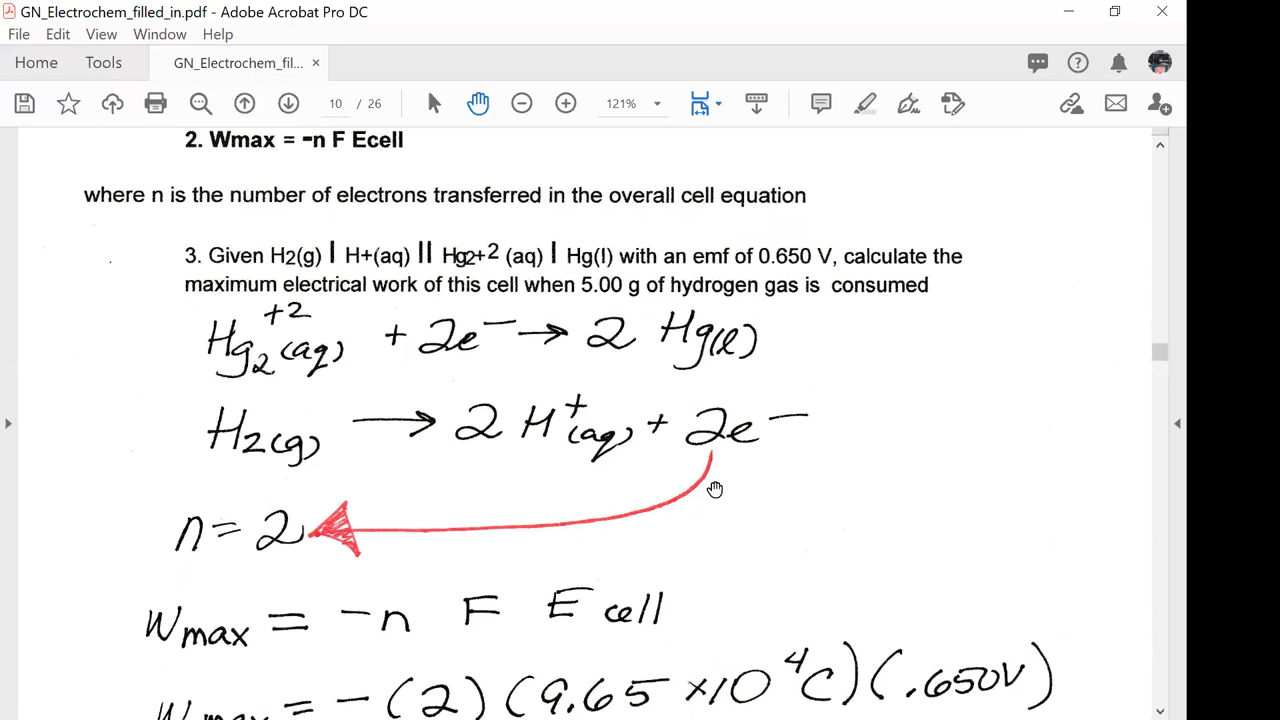 GN_Electrochem_filled_in.pdf - Adobe Acrobat Pro DC
File Edit View Window Help
Home Tools GN_Electrochem_fil... ×
10 / 26 121%
2. Wmax = -n F Ecell
where n is the number of electrons transferred in the overall cell equation
3. Given H2(g) | H+(aq) || Hg2+2 (aq) | Hg(l) with an emf of 0.650 V, calculate the
maximum electrical work of this cell when 5.00 g of hydrogen gas is consumed
Hg₂⁺²(aq) + 2e⁻ → 2 Hg(l)
H₂(g) → 2 H⁺(aq) + 2e⁻
n = 2
Wmax = -n F E cell
Wmax = -(2)(9.65 ×10⁴C)(.650V)